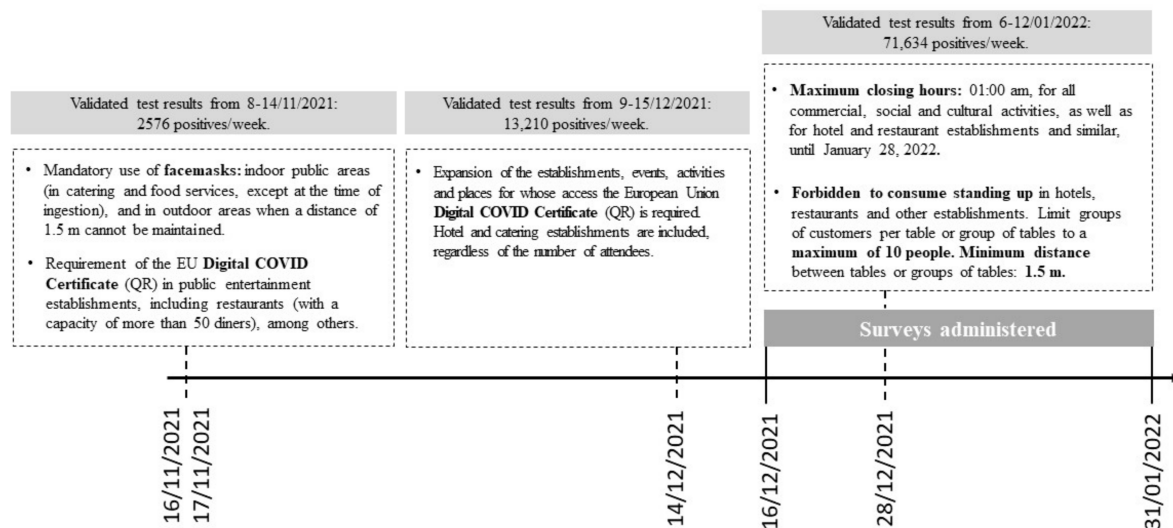 Validated test results from 8-14/11/2021:
2576 positives/week.
• Mandatory use of facemasks: indoor public areas
(in catering and food services, except at the time of
ingestion), and in outdoor areas when a distance of
1.5 m cannot be maintained.
• Requirement of the EU Digital COVID
Certificate (QR) in public entertainment
establishments, including restaurants (with a
capacity of more than 50 diners), among others.
Validated test results from 9-15/12/2021:
13,210 positives/week.
• Expansion of the establishments, events, activities
and places for whose access the European Union
Digital COVID Certificate (QR) is required.
Hotel and catering establishments are included,
regardless of the number of attendees.
Validated test results from 6-12/01/2022:
71,634 positives/week.
• Maximum closing hours: 01:00 am, for all
commercial, social and cultural activities, as well as
for hotel and restaurant establishments and similar,
until January 28, 2022.
• Forbidden to consume standing up in hotels,
restaurants and other establishments. Limit groups
of customers per table or group of tables to a
maximum of 10 people. Minimum distance
between tables or groups of tables: 1.5 m.
Surveys administered
16/11/2021
17/11/2021
14/12/2021
16/12/2021
28/12/2021
31/01/2022